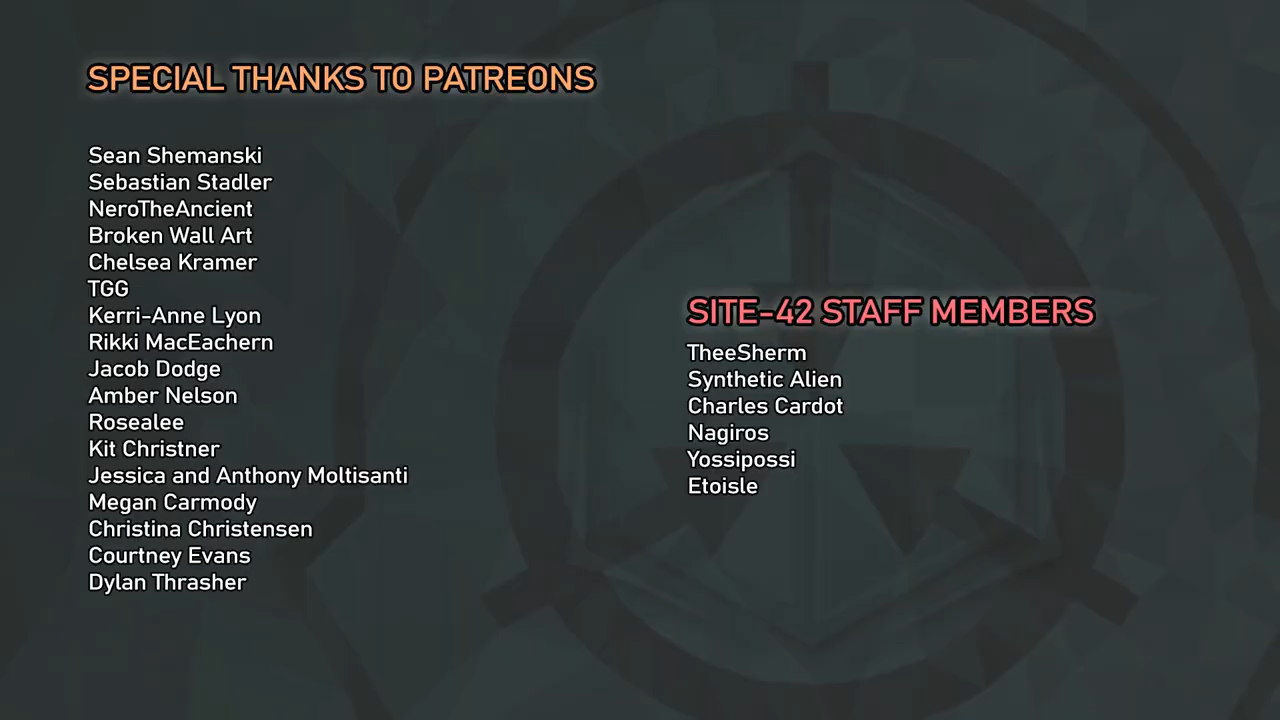 SPECIAL THANKS TO PATREONS
Sean Shemanski
Sebastian Stadler
NeroTheAncient
Broken Wall Art
Chelsea Kramer
TGG
Kerri-Anne Lyon
Rikki MacEachern
Jacob Dodge
Amber Nelson
Rosealee
Kit Christner
Jessica and Anthony Moltisanti
Megan Carmody
Christina Christensen
Courtney Evans
Dylan Thrasher
SITE-42 STAFF MEMBERS
TheeSherm
Synthetic Alien
Charles Cardot
Nagiros
Yossipossi
Etoisle